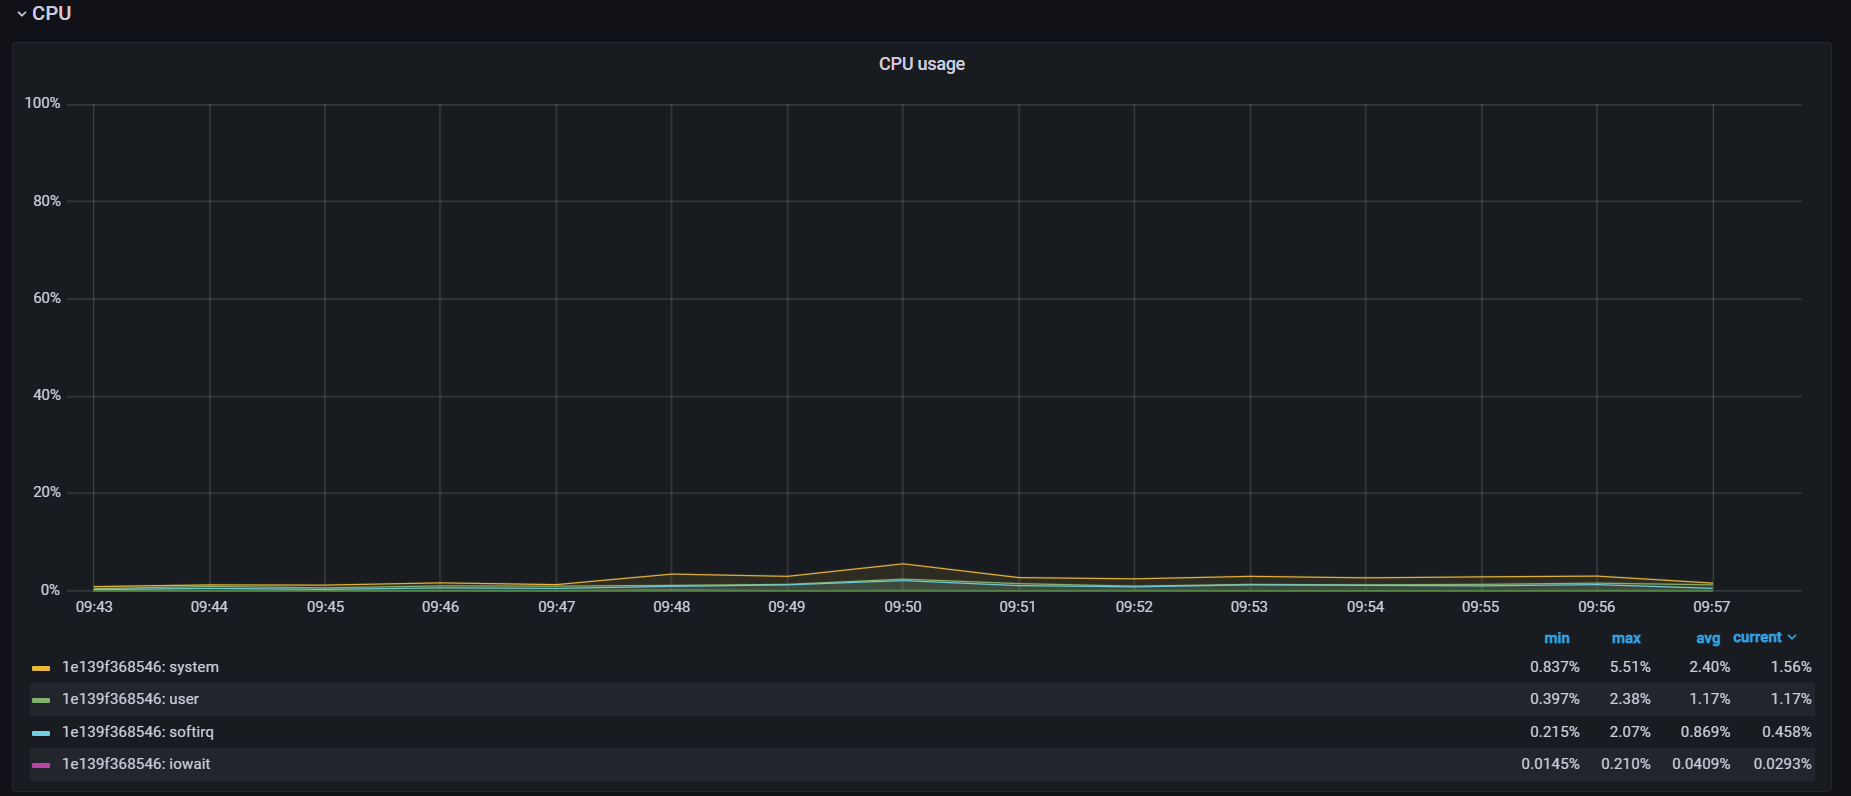 CPU
CPU usage
100%
80%
60%
40%
20%
0%
09:43 09:44 09:45 09:46 09:47 09:48 09:49 09:50 09:51 09:52 09:53 09:54 09:55 09:56 09:57
min max avg current
1e139f368546: system 0.837% 5.51% 2.40% 1.56%
1e139f368546: user 0.397% 2.38% 1.17% 1.17%
1e139f368546: softirq 0.215% 2.07% 0.869% 0.458%
1e139f368546: iowait 0.0145% 0.210% 0.0409% 0.0293%